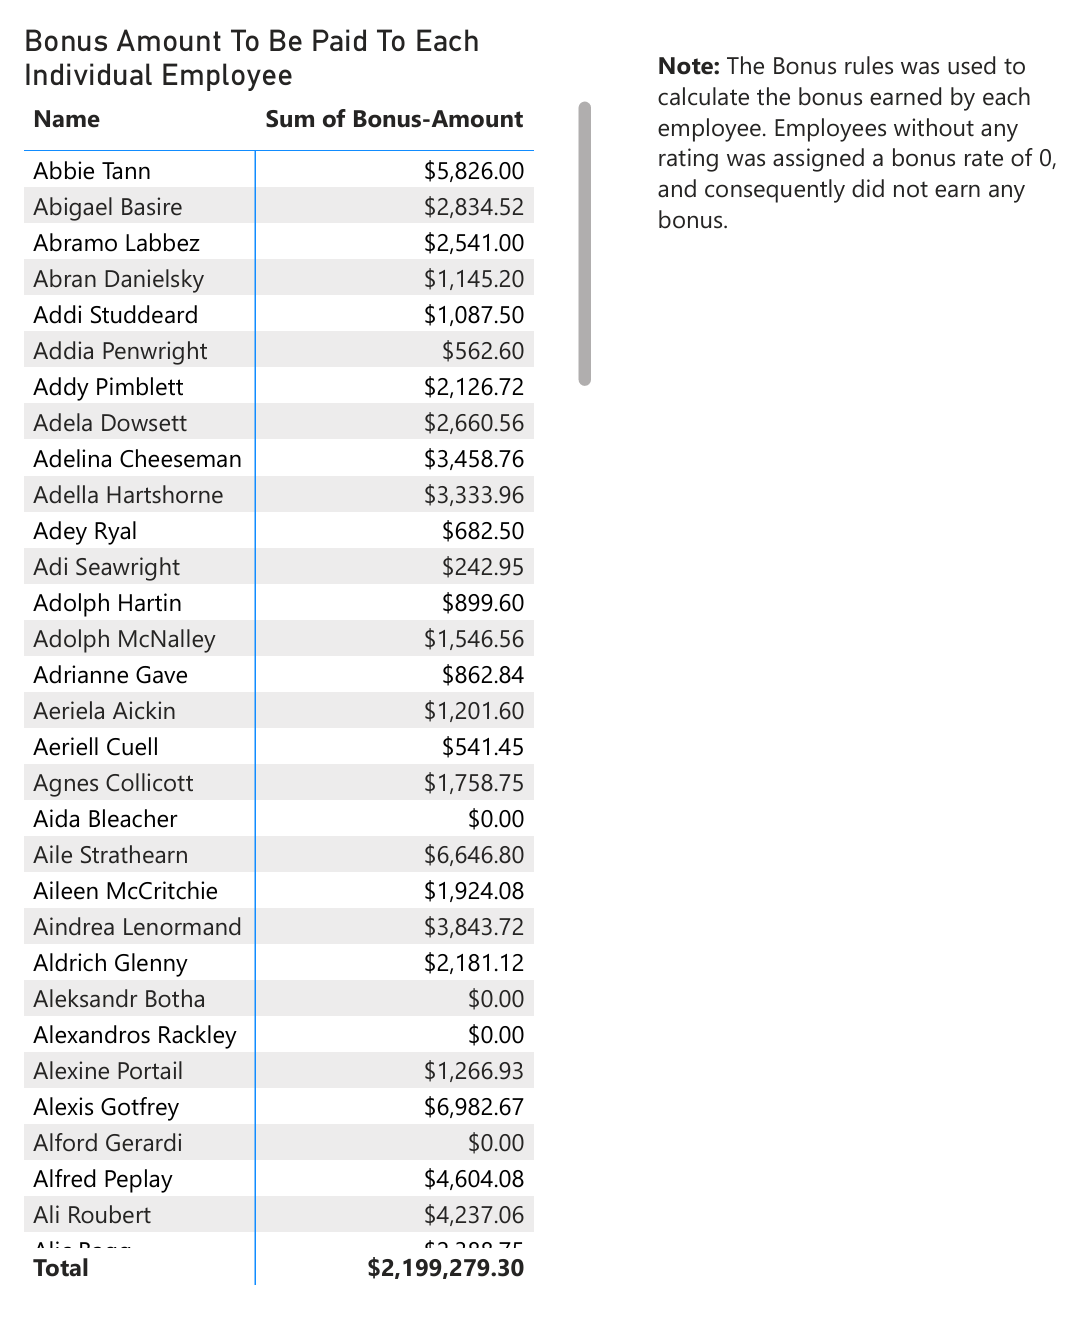 Bonus Amount To Be Paid To Each
Individual Employee
Name Sum of Bonus-Amount
Abbie Tann $5,826.00
Abigael Basire $2,834.52
Abramo Labbez $2,541.00
Abran Danielsky $1,145.20
Addi Studdeard $1,087.50
Addia Penwright $562.60
Addy Pimblett $2,126.72
Adela Dowsett $2,660.56
Adelina Cheeseman $3,458.76
Adella Hartshorne $3,333.96
Adey Ryal $682.50
Adi Seawright $242.95
Adolph Hartin $899.60
Adolph McNalley $1,546.56
Adrianne Gave $862.84
Aeriela Aickin $1,201.60
Aeriell Cuell $541.45
Agnes Collicott $1,758.75
Aida Bleacher $0.00
Aile Strathearn $6,646.80
Aileen McCritchie $1,924.08
Aindrea Lenormand $3,843.72
Aldrich Glenny $2,181.12
Aleksandr Botha $0.00
Alexandros Rackley $0.00
Alexine Portail $1,266.93
Alexis Gotfrey $6,982.67
Alford Gerardi $0.00
Alfred Peplay $4,604.08
Ali Roubert $4,237.06
Total $2,199,279.30
Note: The Bonus rules was used to
calculate the bonus earned by each
employee. Employees without any
rating was assigned a bonus rate of 0,
and consequently did not earn any
bonus.